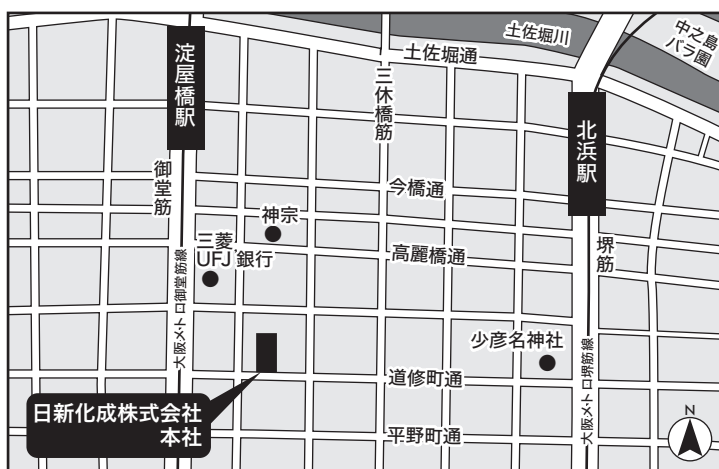 土佐堀川
中之島
バラ園
土佐堀通
淀屋橋駅
三休橋筋
北浜駅
御堂筋
今橋通
神宗
三菱
UFJ 銀行
高麗橋通
堺筋
大阪メトロ御堂筋線
少彦名神社
大阪メトロ堺筋線
道修町通
日新化成株式会社
本社
平野町通
N